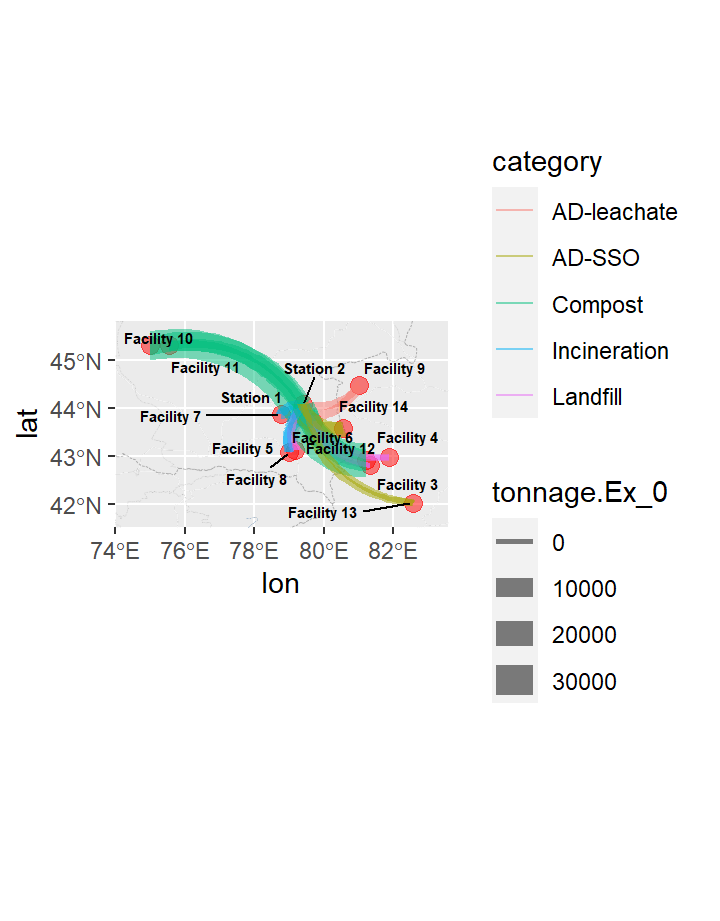 category
AD-leachate
AD-SSO
Compost
Incineration
Landfill
tonnage.Ex_0
0
10000
20000
30000
lat
45°N
44°N
43°N
42°N
Facility 10
Facility 11
Station 2
Facility 9
Station 1
Facility 14
Facility 7
Facility 6
Facility 4
Facility 5
Facility 12
Facility 8
Facility 3
Facility 13
74°E 76°E 78°E 80°E 82°E
lon